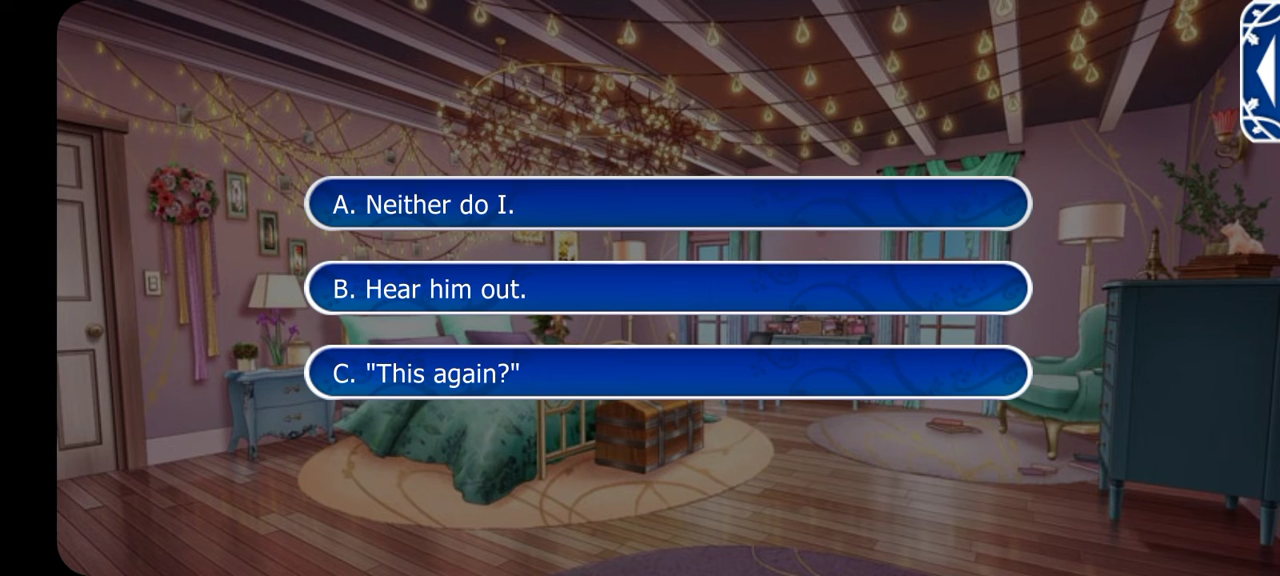 A. Neither do I.
B. Hear him out.
C. "This again?"